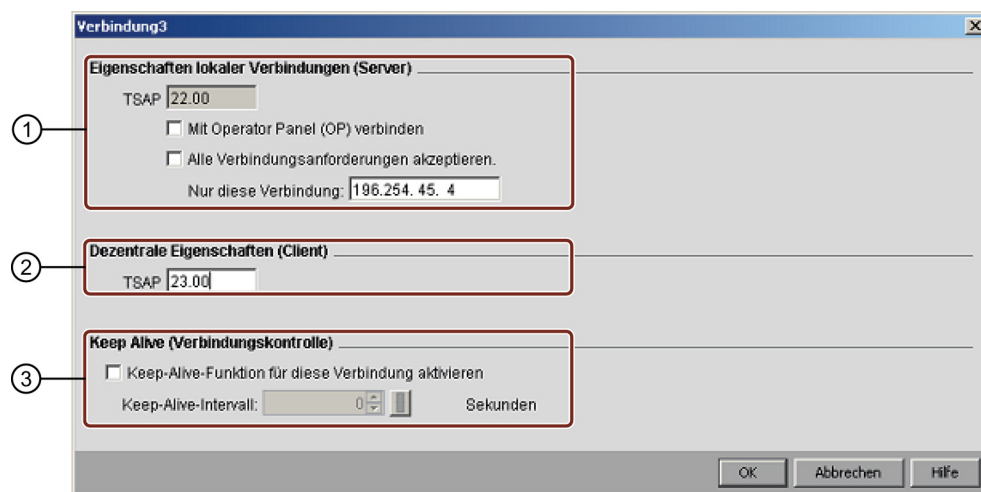 Verbindung3
Eigenschaften lokaler Verbindungen (Server)
TSAP 22.00
1
Mit Operator Panel (OP) verbinden
Alle Verbindungsanforderungen akzeptieren.
Nur diese Verbindung: 196.254. 45. 4
Dezentrale Eigenschaften (Client)
2
TSAP 23.00
Keep Alive (Verbindungskontrolle)
3
Keep-Alive-Funktion für diese Verbindung aktivieren
Keep-Alive-Intervall: 0 Sekunden
OK Abbrechen Hilfe